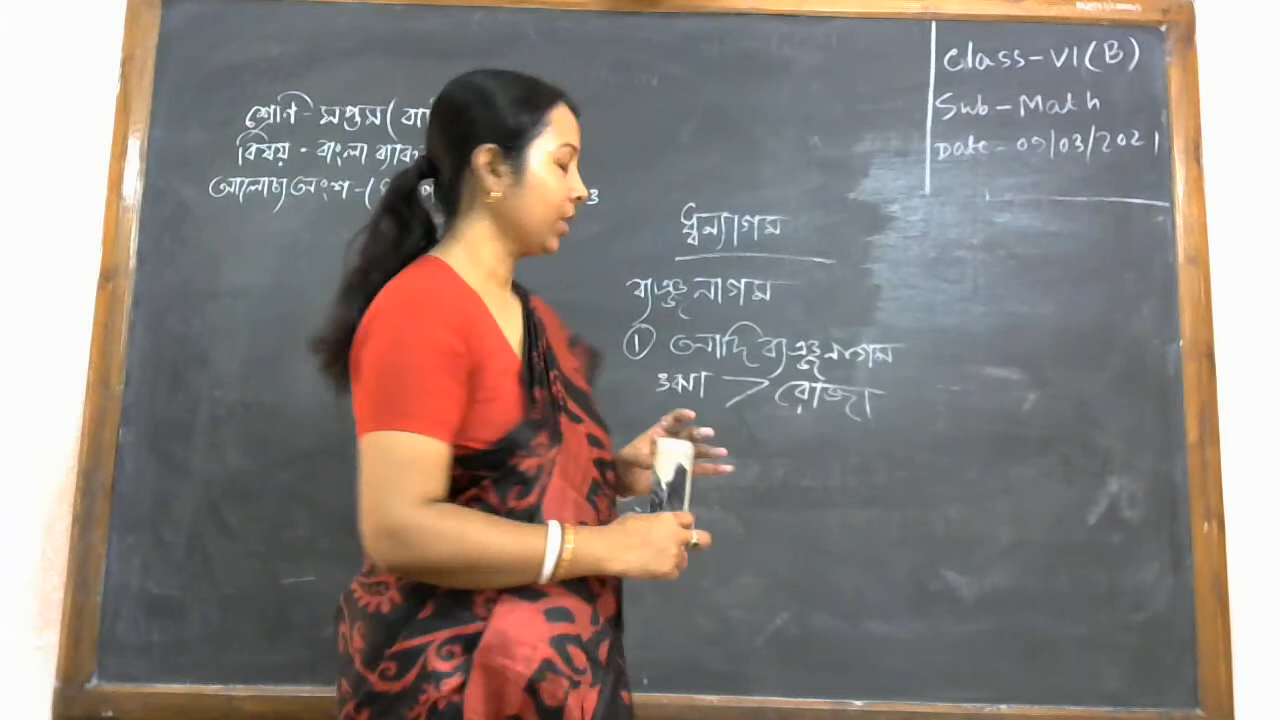 শ্রেণি - সপ্তম (বা
বিষয় - বাংলা ব্যাক
আলোচ্য অংশ - (
৩
Class - VI (B)
Sub - Math
Date - 09/03/2021
ধ্বন্যাগম
ব্যঞ্জনাগম
① আদি ব্যঞ্জনাগম
ওঝা > রোজা